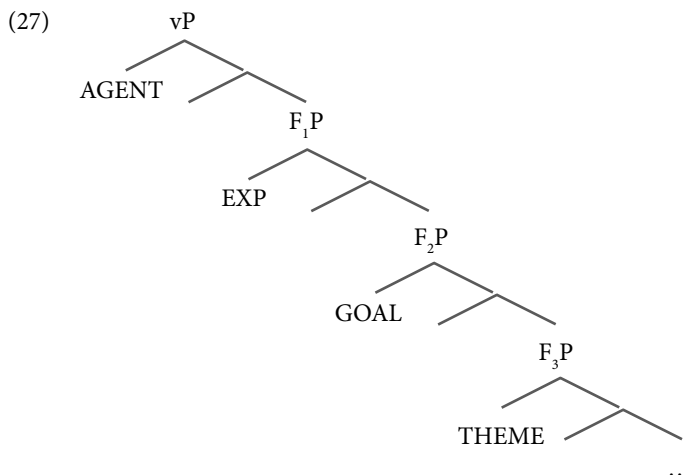 (27)
vP
AGENT
F₁P
EXP
F₂P
GOAL
F₃P
THEME
..